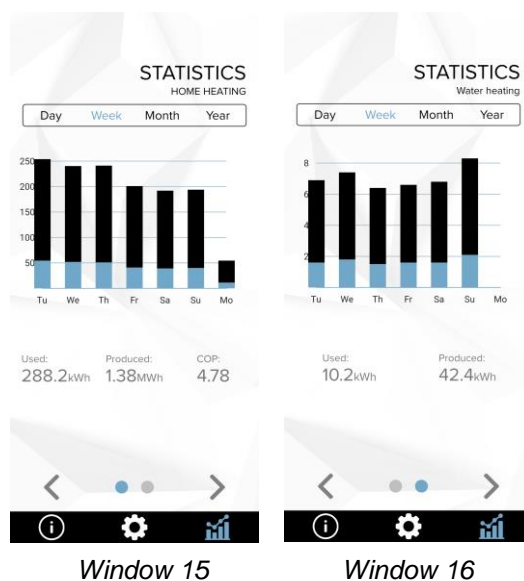 STATISTICS
HOME HEATING
Day Week Month Year
250
200
150
100
50
Tu We Th Fr Sa Su Mo
Used: Produced: COP:
288.2kWh 1.38MWh 4.78
Window 15
STATISTICS
Water heating
Day Week Month Year
8
6
4
2
Tu We Th Fr Sa Su Mo
Used: Produced:
10.2kWh 42.4kWh
Window 16